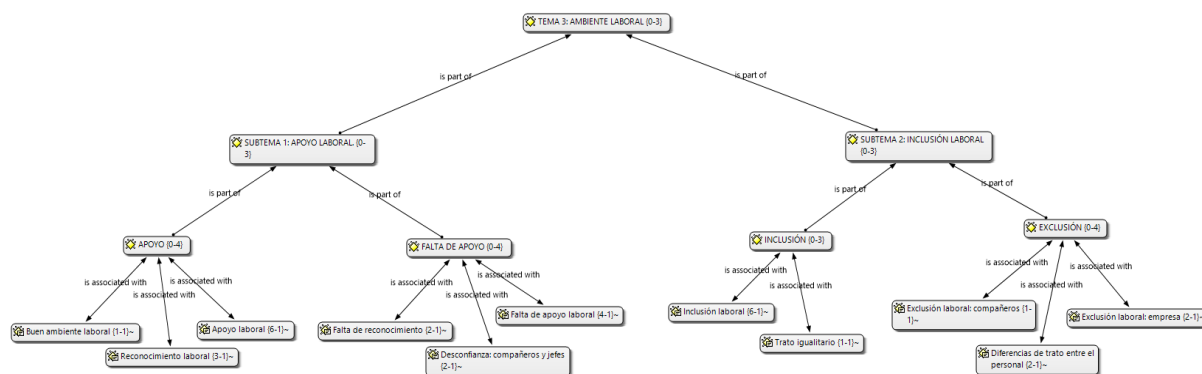 TEMA 3: AMBIENTE LABORAL {0-3}
is part of
is part of
SUBTEMA 1: APOYO LABORAL. {0-
3}
SUBTEMA 2: INCLUSIÓN LABORAL
{0-3}
is part of
is part of
is part of
is part of
APOYO {0-4}
FALTA DE APOYO {0-4}
INCLUSIÓN {0-3}
EXCLUSIÓN {0-4}
is associated with
is associated with
is associated with
is associated with
is associated with
is associated with
is associated with
is associated with
is associated with
is associated with
is associated with
Buen ambiente laboral {1-1}~
Reconocimiento laboral {3-1}~
Apoyo laboral {6-1}~
Falta de reconocimiento {2-1}~
Desconfianza: compañeros y jefes
{2-1}~
Falta de apoyo laboral {4-1}~
Inclusión laboral {6-1}~
Trato igualitario {1-1}~
Exclusión laboral: compañeros {1-
1}~
Diferencias de trato entre el
personal {2-1}~
Exclusión laboral: empresa {2-1}~